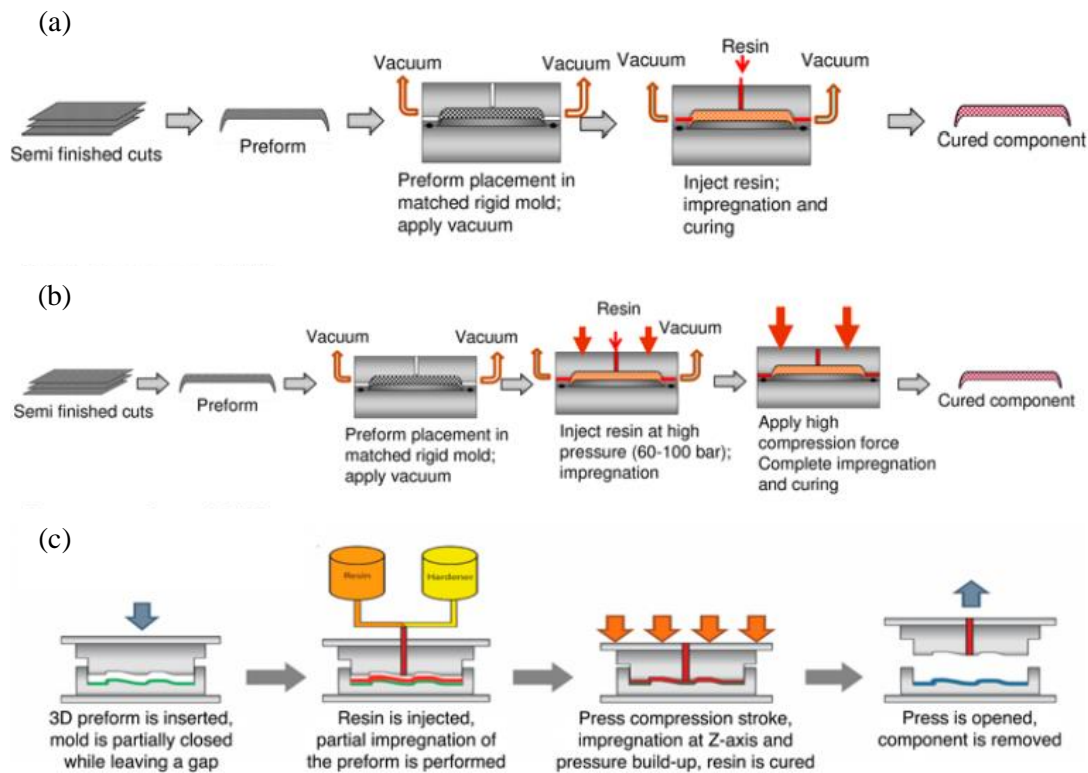 (a)
Vacuum
Vacuum
Vacuum
Resin
Vacuum
Semi finished cuts
Preform
Preform placement in
matched rigid mold;
apply vacuum
Inject resin;
impregnation and
curing
Cured component
(b)
Vacuum
Vacuum
Resin
Vacuum
Semi finished cuts
Preform
Preform placement in
matched rigid mold;
apply vacuum
Inject resin at high
pressure (60-100 bar);
impregnation
Apply high
compression force
Complete impregnation
and curing
Cured component
(c)
Resin
Hardener
3D preform is inserted,
mold is partially closed
while leaving a gap
Resin is injected,
partial impregnation of
the preform is performed
Press compression stroke,
impregnation at Z-axis and
pressure build-up, resin is cured
Press is opened,
component is removed